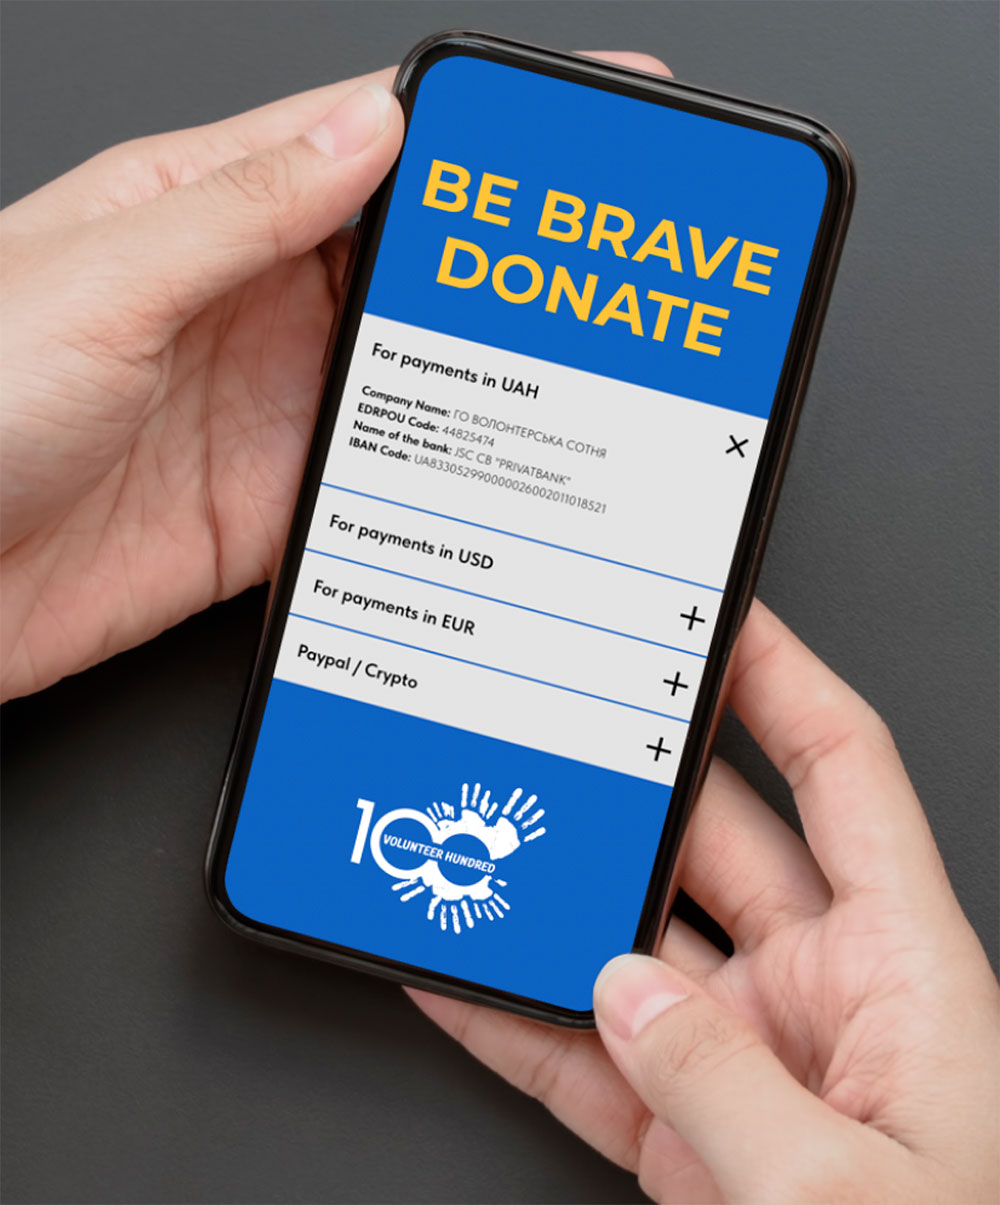 BE BRAVE
DONATE
For payments in UAH
Company Name: ГО ВОЛОНТЕРСЬКА СОТНЯ
EDRPOU Code: 44825474
Name of the bank: JSC CB "PRIVATBANK"
IBAN Code: UA833052990000026002011018521
For payments in USD
For payments in EUR
Paypal / Crypto
100
VOLUNTEER HUNDRED